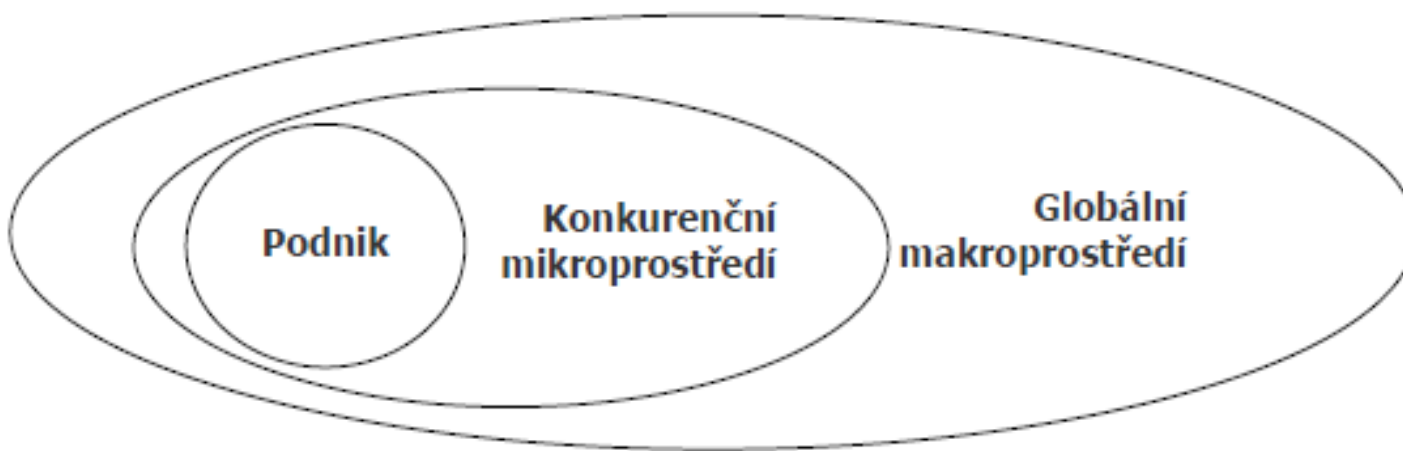 Podnik
Konkurenční
mikroprostředí
Globální
makroprostředí